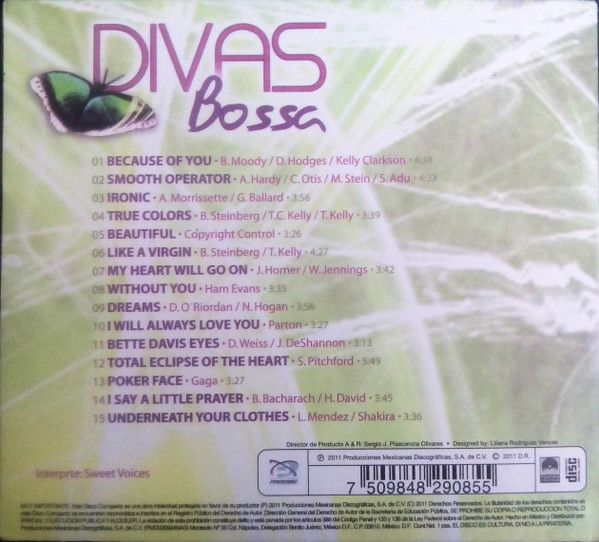 DIVAS
Bossa
01 BECAUSE OF YOU • B. Moody / D. Hodges / Kelly Clarkson • 4:38
02 SMOOTH OPERATOR • A. Hardy / C. Otis / M. Stein / S. Adu • 4:23
03 IRONIC • A. Morrissette / G. Ballard • 3:56
04 TRUE COLORS • B. Steinberg / T.C. Kelly / T. Kelly • 3:39
05 BEAUTIFUL • Copyright Control • 3:26
06 LIKE A VIRGIN • B. Steinberg / T. Kelly • 4:27
07 MY HEART WILL GO ON • J. Horner / W. Jennings • 3:42
08 WITHOUT YOU • Ham Evans • 3:35
09 DREAMS • D. O´Riordan / N. Hogan • 3:56
10 I WILL ALWAYS LOVE YOU • Parton • 3:27
11 BETTE DAVIS EYES • D. Weiss / J. DeShannon • 3:13
12 TOTAL ECLIPSE OF THE HEART • S. Pitchford • 5:49
13 POKER FACE • Gaga • 3:27
14 I SAY A LITTLE PRAYER • B. Bacharach / H. David • 3:45
15 UNDERNEATH YOUR CLOTHES • L. Mendez / Shakira • 3:36
Director de Producto A & R: Sergio J. Plascencia Olivares • Designed by: Liliana Rodríguez Vences
℗ 2011 Producciones Mexicanas Discográficas, S.A. de C.V. © 2011 D.R.
7 509848 290855
disc
Interprte: Sweet Voices